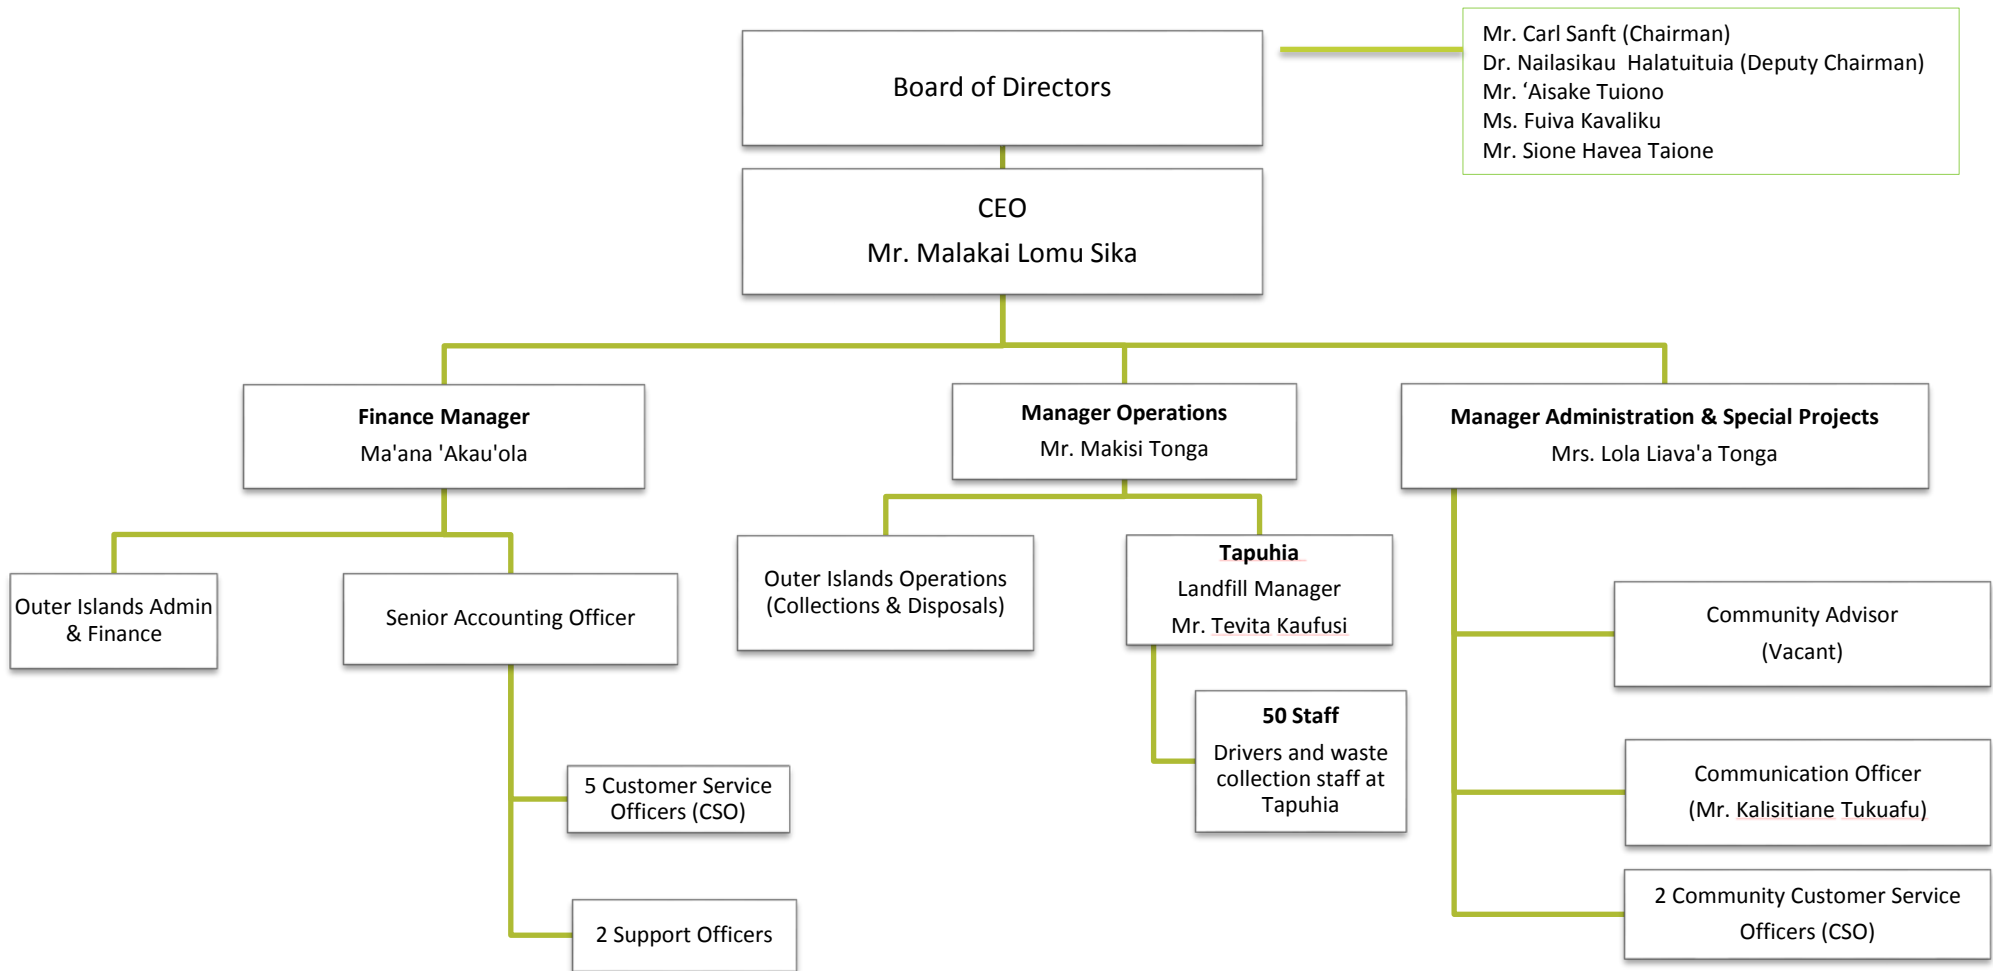 Board of Directors
Mr. Carl Sanft (Chairman)
Dr. Nailasikau  Halatuituia (Deputy Chairman)
Mr. ‘Aisake Tuiono
Ms. Fuiva Kavaliku
Mr. Sione Havea Taione
CEO
Mr. Malakai Lomu Sika
Finance Manager
Ma'ana 'Akau'ola
Manager Operations
Mr. Makisi Tonga
Manager Administration & Special Projects
Mrs. Lola Liava'a Tonga
Outer Islands Admin
& Finance
Senior Accounting Officer
Outer Islands Operations
(Collections & Disposals)
Tapuhia
Landfill Manager
Mr. Tevita Kaufusi
Community Advisor
(Vacant)
50 Staff
Drivers and waste
collection staff at
Tapuhia
5 Customer Service
Officers (CSO)
Communication Officer
(Mr. Kalisitiane Tukuafu)
2 Support Officers
2 Community Customer Service
Officers (CSO)